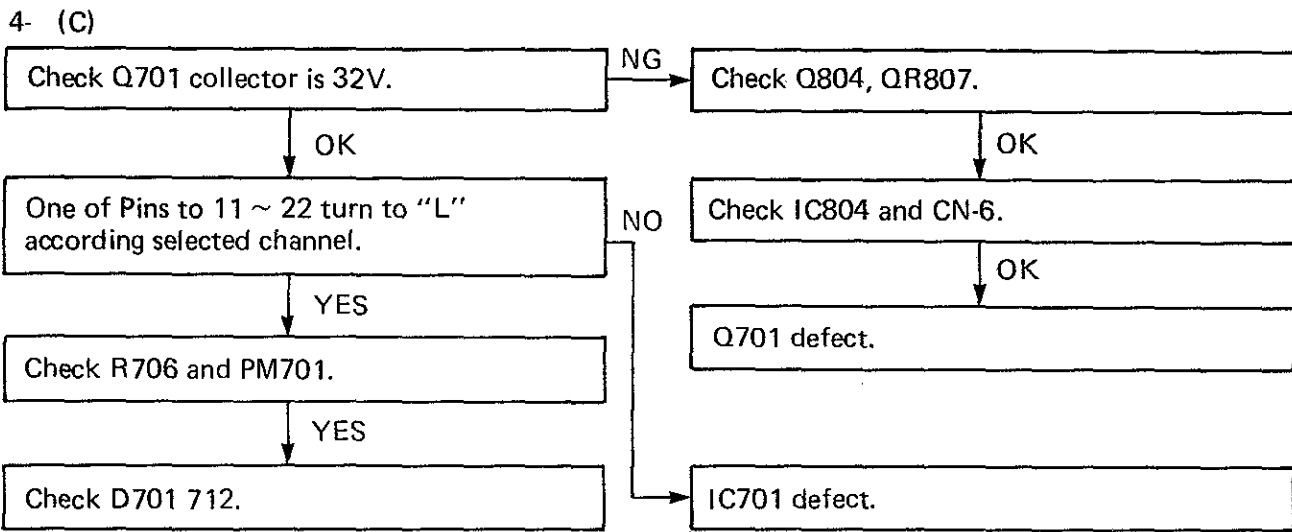 4- (C)
Check Q701 collector is 32V.
NG
Check Q804, QR807.
OK
OK
One of Pins to 11 ~ 22 turn to "L"
according selected channel.
NO
Check IC804 and CN-6.
YES
OK
Check R706 and PM701.
Q701 defect.
YES
Check D701 712.
IC701 defect.